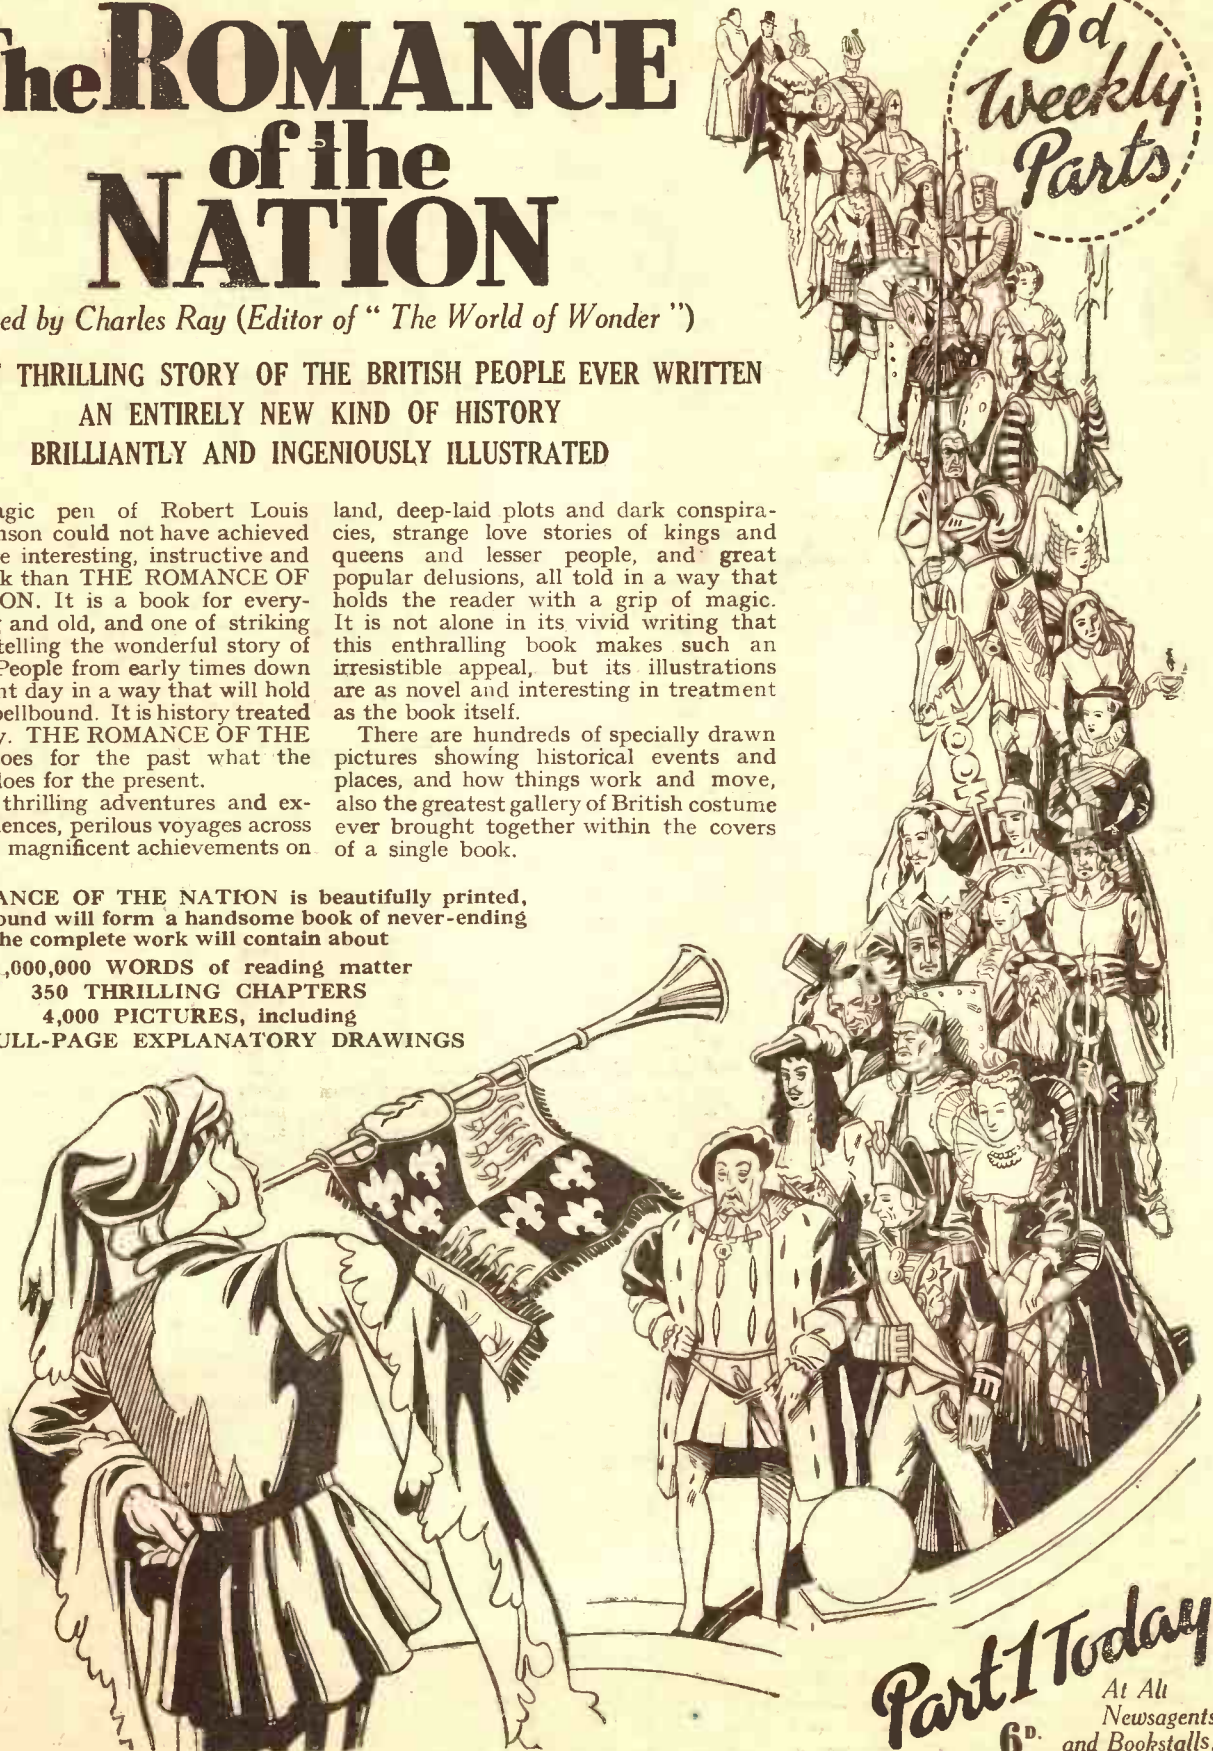 The ROMANCE
of the
NATION
6d
Weekly
Parts
ed by Charles Ray (Editor of “ The World of Wonder ”)
THRILLING STORY OF THE BRITISH PEOPLE EVER WRITTEN
AN ENTIRELY NEW KIND OF HISTORY
BRILLIANTLY AND INGENIOUSLY ILLUSTRATED
agic pen of Robert Louis
nson could not have achieved
e interesting, instructive and
k than THE ROMANCE OF
ON. It is a book for every-
g and old, and one of striking
telling the wonderful story of
People from early times down
nt day in a way that will hold
pellbound. It is history treated
y. THE ROMANCE OF THE
oes for the past what the
does for the present.
thrilling adventures and ex-
iences, perilous voyages across
magnificent achievements on
land, deep-laid plots and dark conspira-
cies, strange love stories of kings and
queens and lesser people, and great
popular delusions, all told in a way that
holds the reader with a grip of magic.
It is not alone in its vivid writing that
this enthralling book makes such an
irresistible appeal, but its illustrations
are as novel and interesting in treatment
as the book itself.
There are hundreds of specially drawn
pictures showing historical events and
places, and how things work and move,
also the greatest gallery of British costume
ever brought together within the covers
of a single book.
ANCE OF THE NATION is beautifully printed,
ound will form a handsome book of never-ending
he complete work will contain about
,000,000 WORDS of reading matter
350 THRILLING CHAPTERS
4,000 PICTURES, including
ULL-PAGE EXPLANATORY DRAWINGS
Part 1 Today
At All
Newsagents
6D. and Bookstalls.